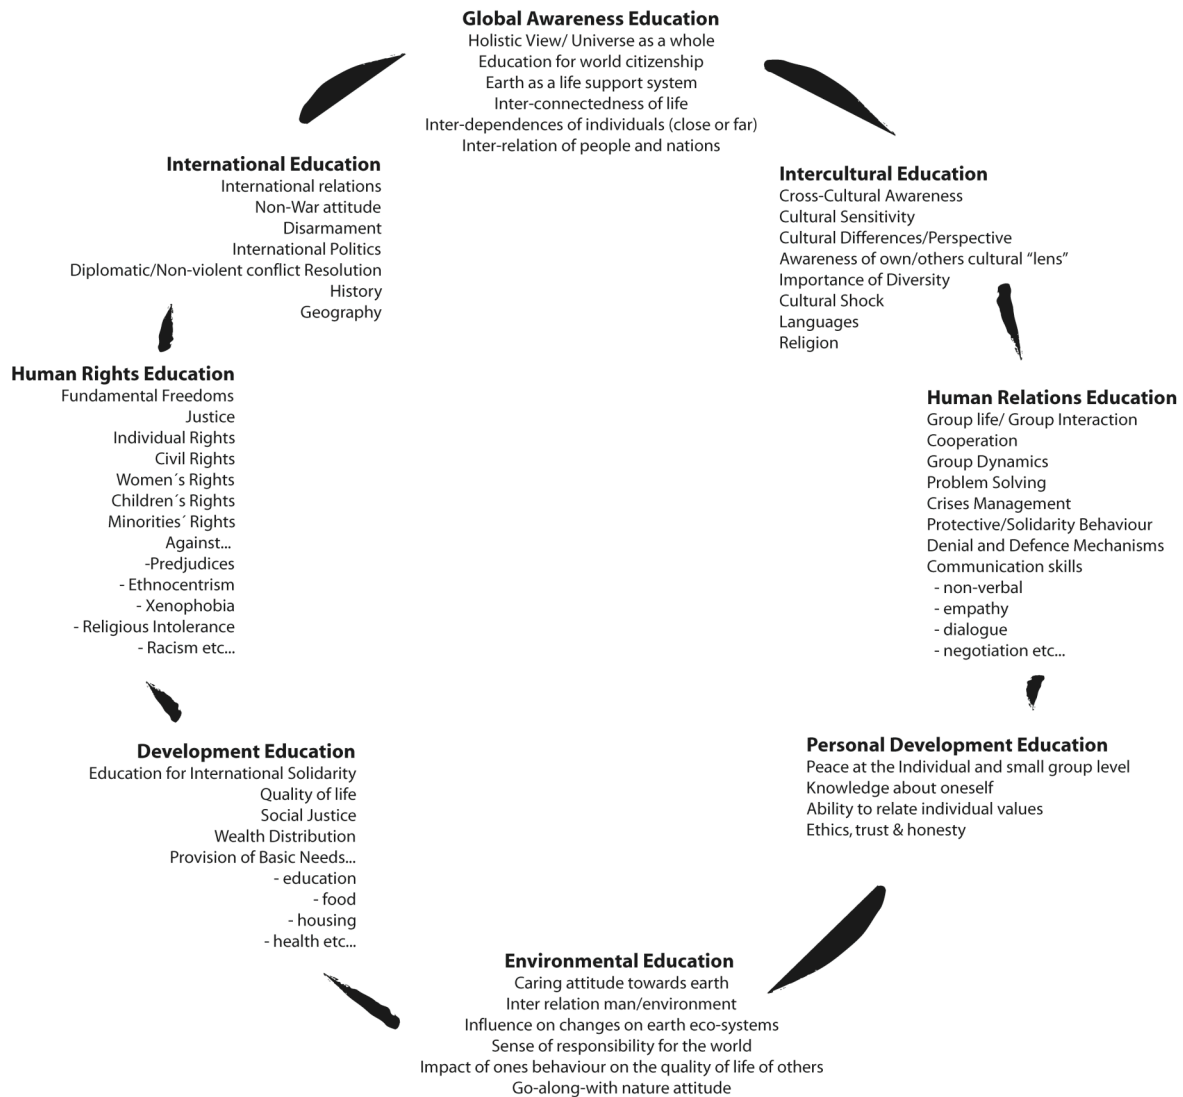 Global Awareness Education
Holistic View/ Universe as a whole
Education for world citizenship
Earth as a life support system
Inter-connectedness of life
Inter-dependences of individuals (close or far)
Inter-relation of people and nations
Intercultural Education
Cross-Cultural Awareness
Cultural Sensitivity
Cultural Differences/Perspective
Awareness of own/others cultural “lens”
Importance of Diversity
Cultural Shock
Languages
Religion
Human Relations Education
Group life/ Group Interaction
Cooperation
Group Dynamics
Problem Solving
Crises Management
Protective/Solidarity Behaviour
Denial and Defence Mechanisms
Communication skills
- non-verbal
- empathy
- dialogue
- negotiation etc...
Personal Development Education
Peace at the Individual and small group level
Knowledge about oneself
Ability to relate individual values
Ethics, trust & honesty
Environmental Education
Caring attitude towards earth
Inter relation man/environment
Influence on changes on earth eco-systems
Sense of responsibility for the world
Impact of ones behaviour on the quality of life of others
Go-along-with nature attitude
Development Education
Education for International Solidarity
Quality of life
Social Justice
Wealth Distribution
Provision of Basic Needs...
- education
- food
- housing
- health etc...
Human Rights Education
Fundamental Freedoms
Justice
Individual Rights
Civil Rights
Women´s Rights
Children´s Rights
Minorities´ Rights
Against...
-Predjudices
- Ethnocentrism
- Xenophobia
- Religious Intolerance
- Racism etc...
International Education
International relations
Non-War attitude
Disarmament
International Politics
Diplomatic/Non-violent conflict Resolution
History
Geography